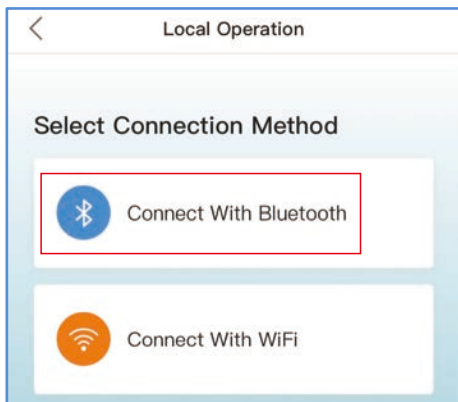 Local Operation
Select Connection Method
Connect With Bluetooth
Connect With WiFi